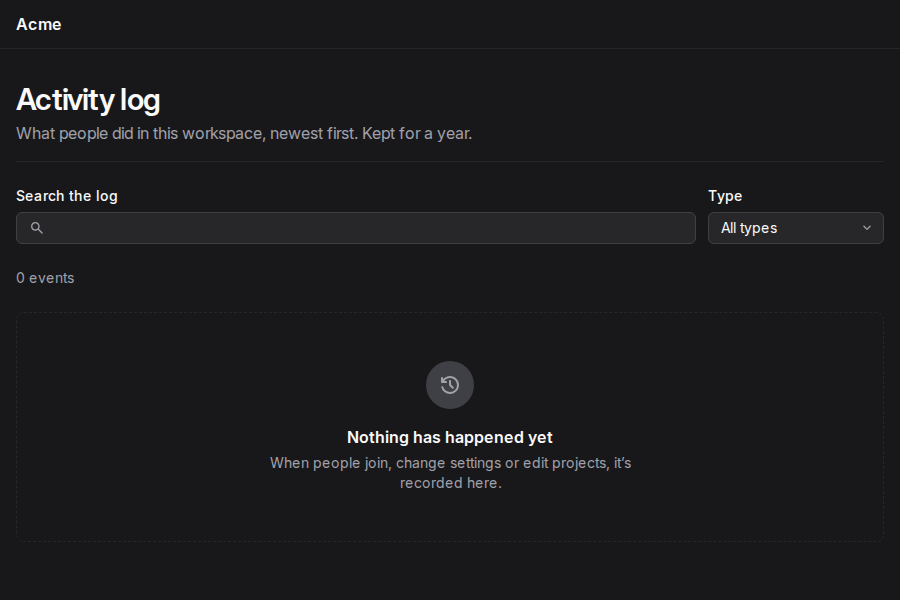 Acme
Activity log
What people did in this workspace, newest first. Kept for a year.
Search the log
Type
All types
0 events
Nothing has happened yet
When people join, change settings or edit projects, it’s
recorded here.